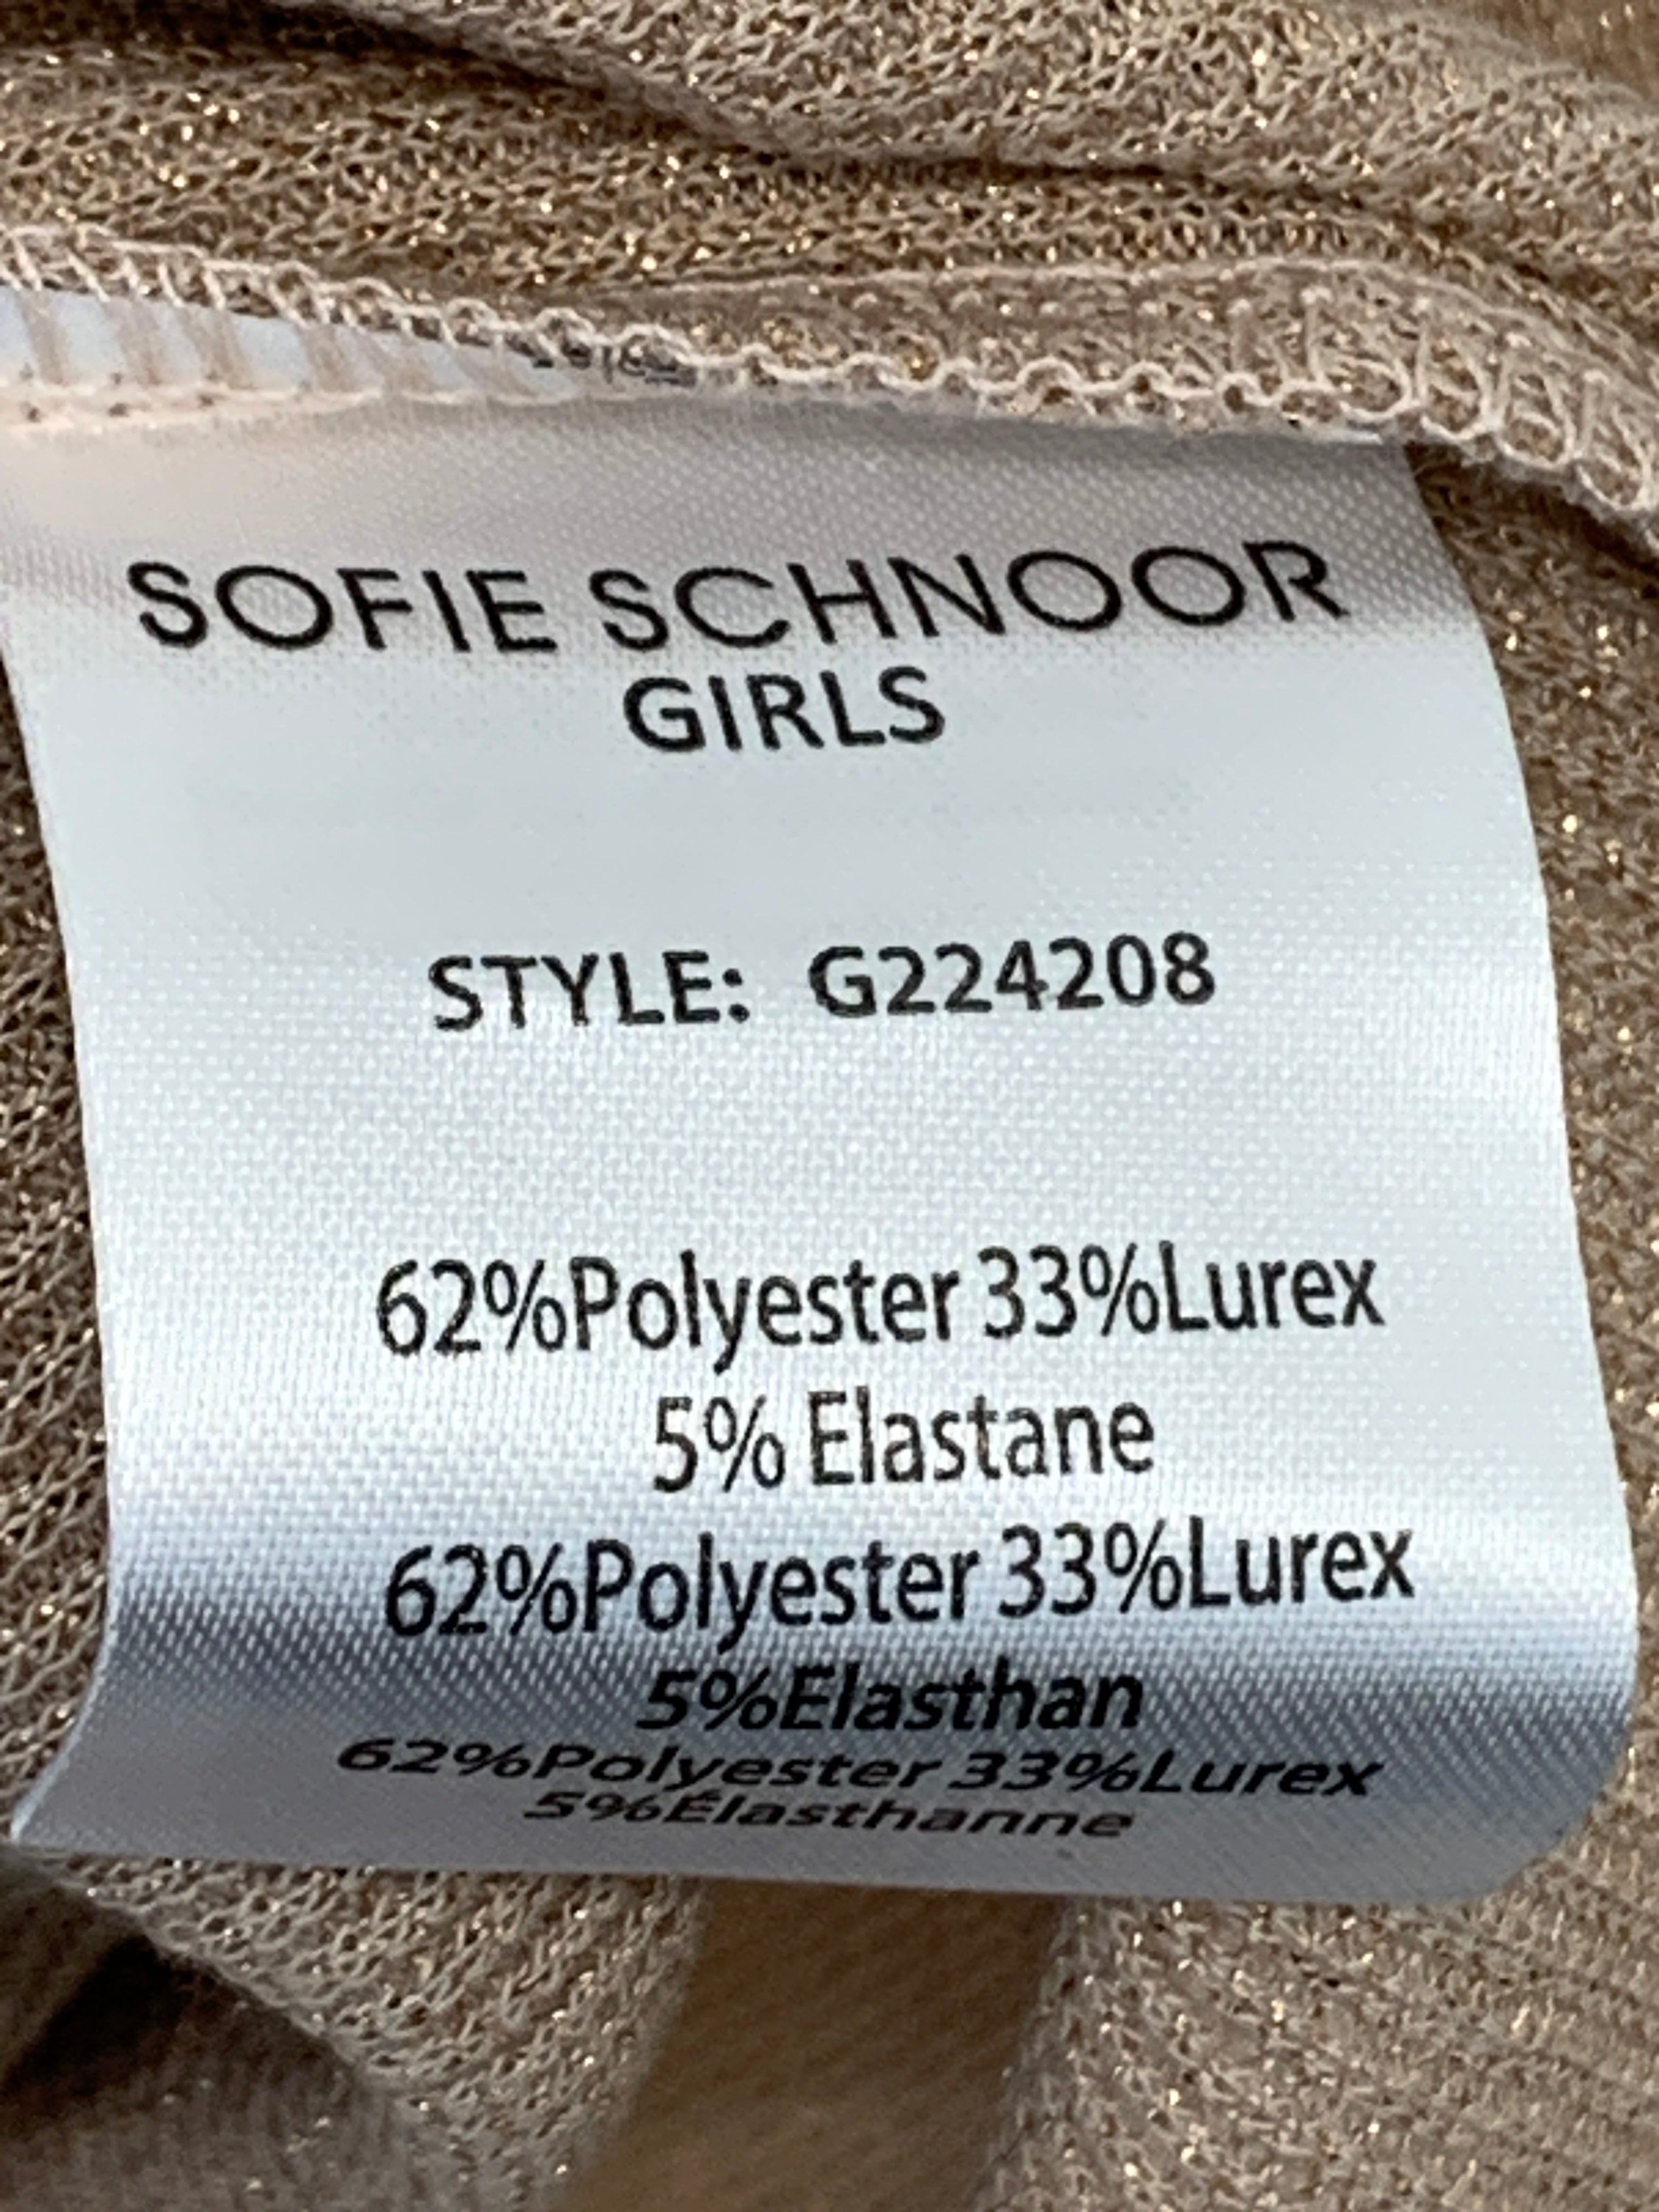 SOFIE SCHNOOR
GIRLS
STYLE: G224208
62%Polyester 33%Lurex
5% Elastane
62%Polyester 33%Lurex
5%Elasthan
62%Polyester 33%Lurex
5%Élasthanne